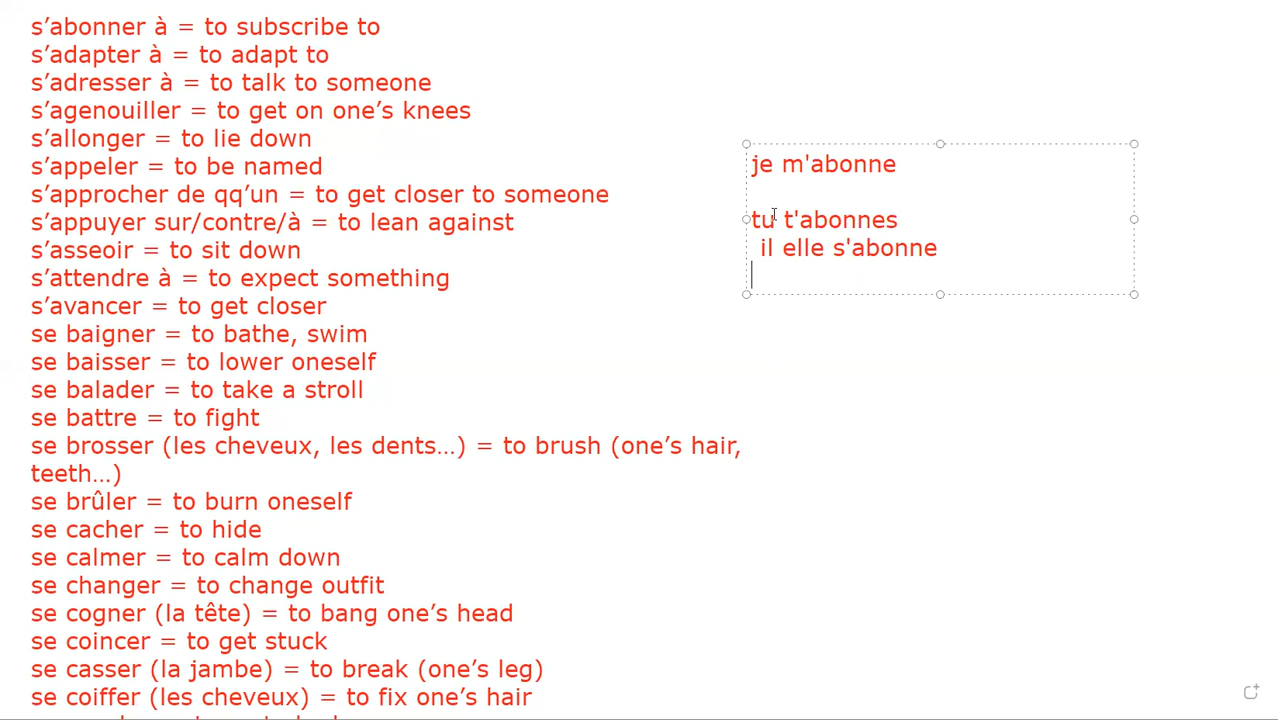 s’abonner à = to subscribe to
s’adapter à = to adapt to
s’adresser à = to talk to someone
s’agenouiller = to get on one’s knees
s’allonger = to lie down
s’appeler = to be named
s’approcher de qq’un = to get closer to someone
s’appuyer sur/contre/à = to lean against
s’asseoir = to sit down
s’attendre à = to expect something
s’avancer = to get closer
se baigner = to bathe, swim
se baisser = to lower oneself
se balader = to take a stroll
se battre = to fight
se brosser (les cheveux, les dents…) = to brush (one’s hair,
teeth…)
se brûler = to burn oneself
se cacher = to hide
se calmer = to calm down
se changer = to change outfit
se cogner (la tête) = to bang one’s head
se coincer = to get stuck
se casser (la jambe) = to break (one’s leg)
se coiffer (les cheveux) = to fix one’s hair
je m'abonne
tu t'abonnes
il elle s'abonne